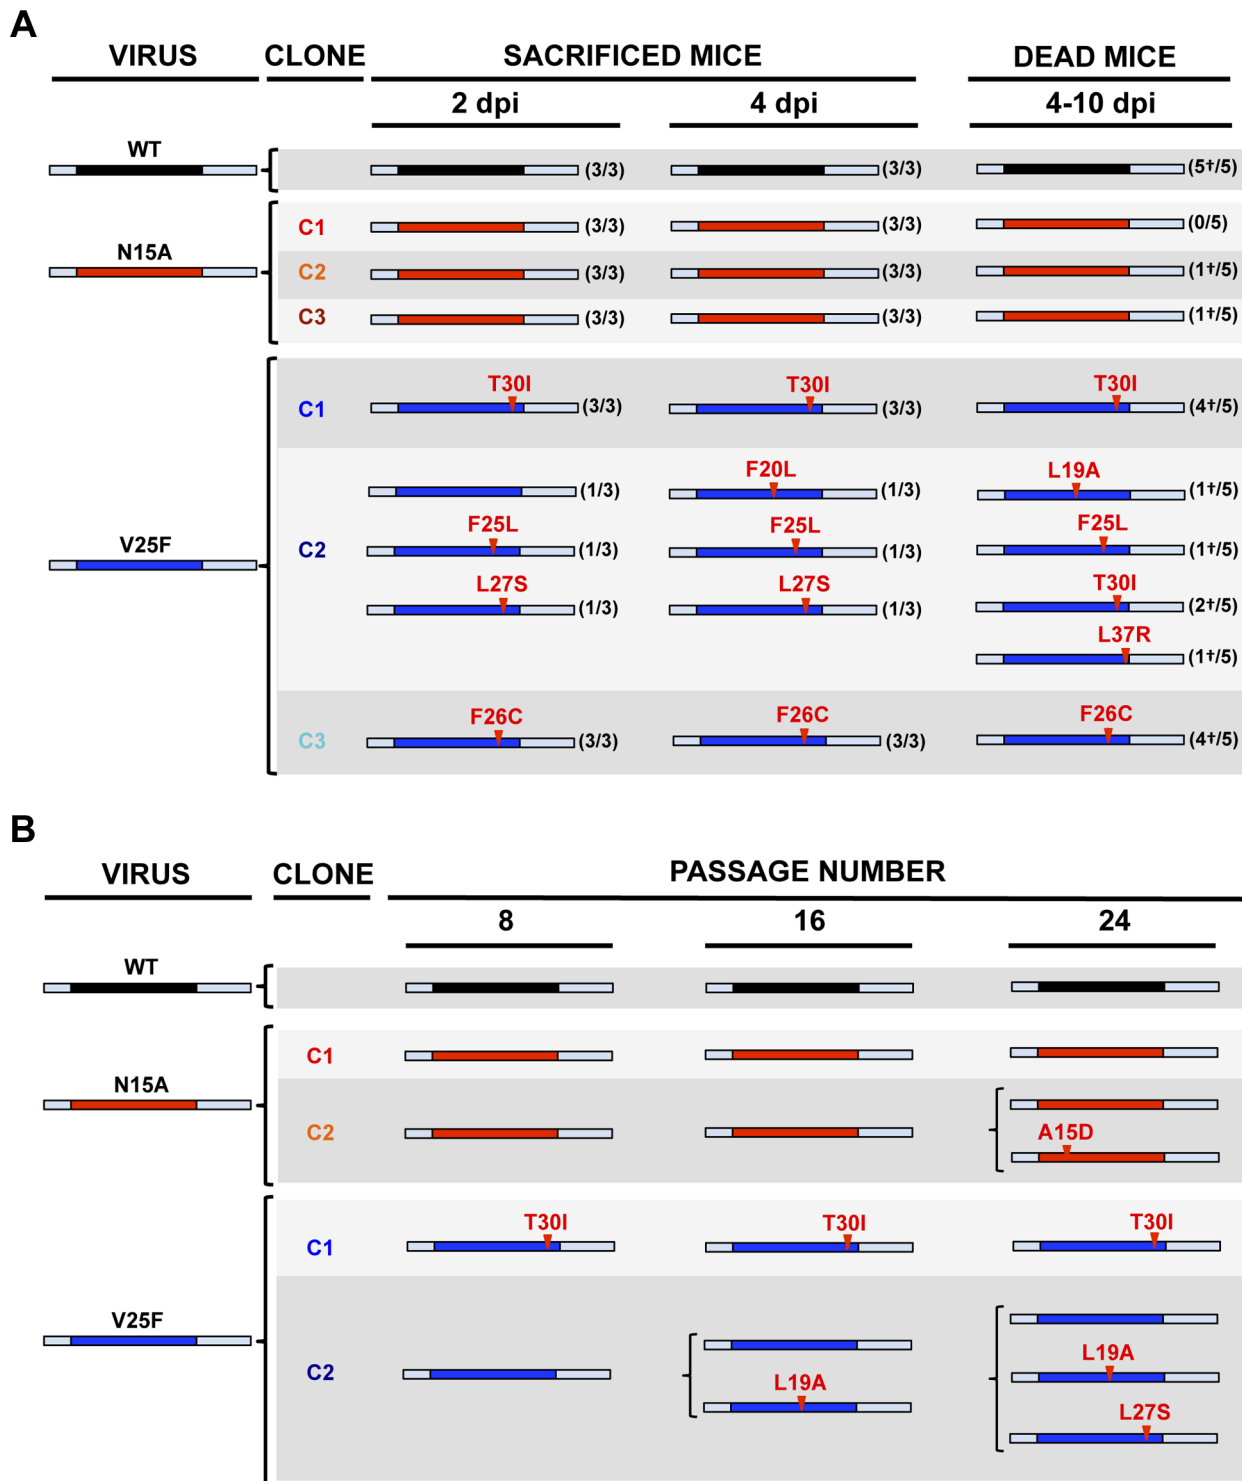 A
VIRUS CLONE SACRIFICED MICE DEAD MICE
2 dpi 4 dpi 4-10 dpi
WT (3/3) (3/3) (5†/5)
C1 (3/3) (3/3) (0/5)
N15A
C2 (3/3) (3/3) (1†/5)
C3 (3/3) (3/3) (1†/5)
T30I T30I T30I
C1 (3/3) (3/3) (4†/5)
F20L L19A
(1/3) (1/3) (1†/5)
F25L F25L F25L
V25F C2 (1/3) (1/3) (1†/5)
L27S L27S T30I
(1/3) (1/3) (2†/5)
L37R
(1†/5)
F26C F26C F26C
C3 (3/3) (3/3) (4†/5)
B
VIRUS CLONE PASSAGE NUMBER
8 16 24
WT
C1
N15A
C2
A15D
T30I T30I T30I
C1
V25F
C2
L19A L19A
L27S